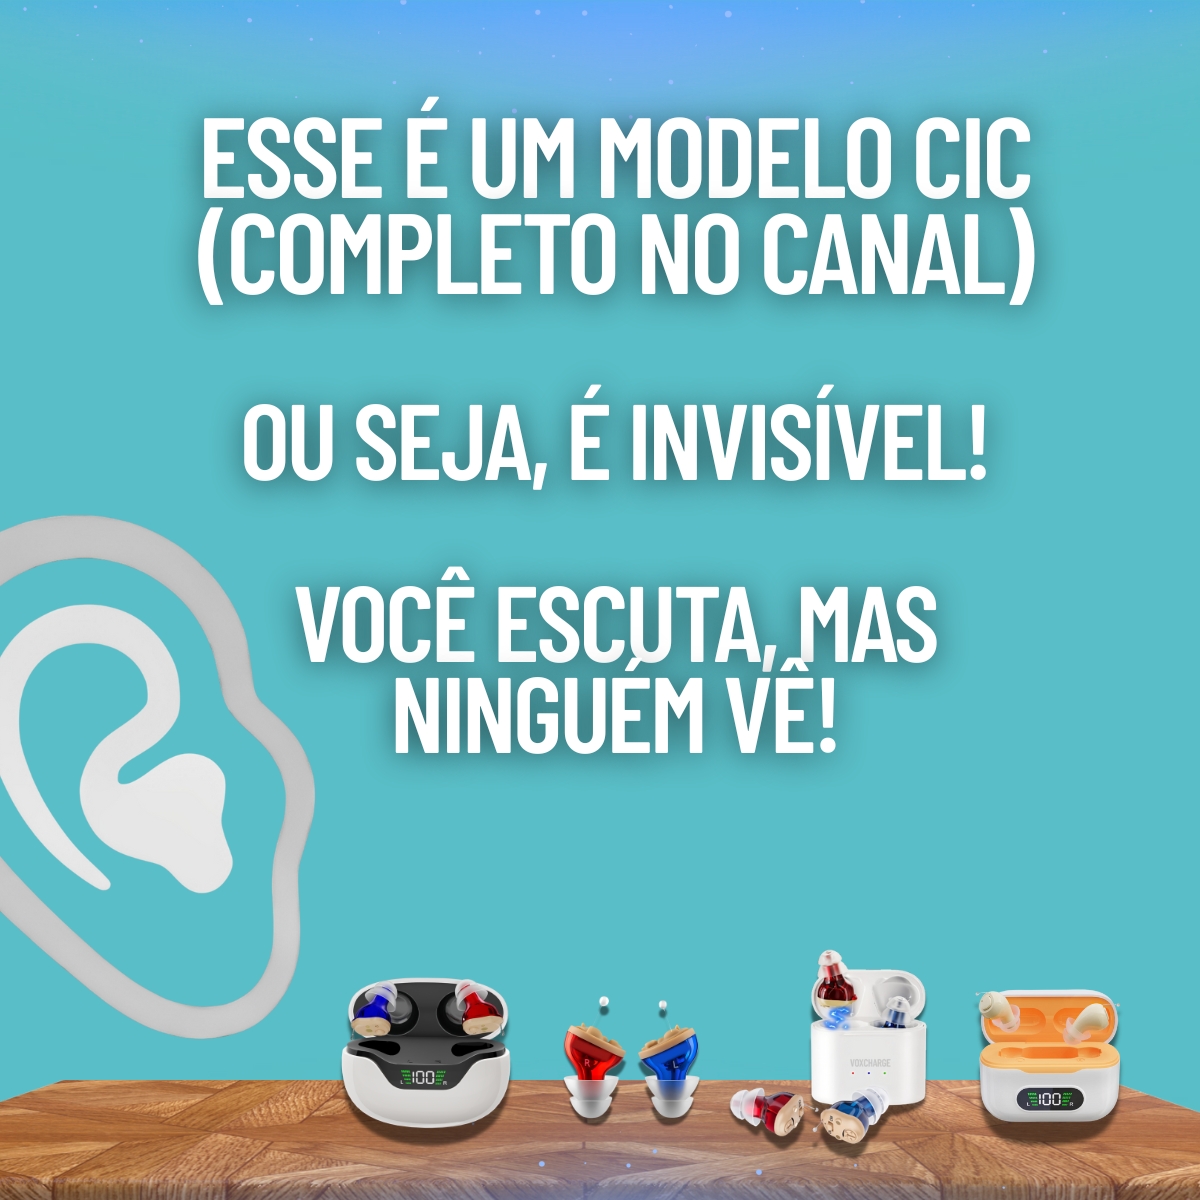 ESSE É UM MODELO CIC
(COMPLETO NO CANAL)
OU SEJA, É INVISÍVEL!
VOCÊ ESCUTA, MAS
NINGUÉM VÊ!
R L
VOXCHARGE
L 100 R
L 100 R